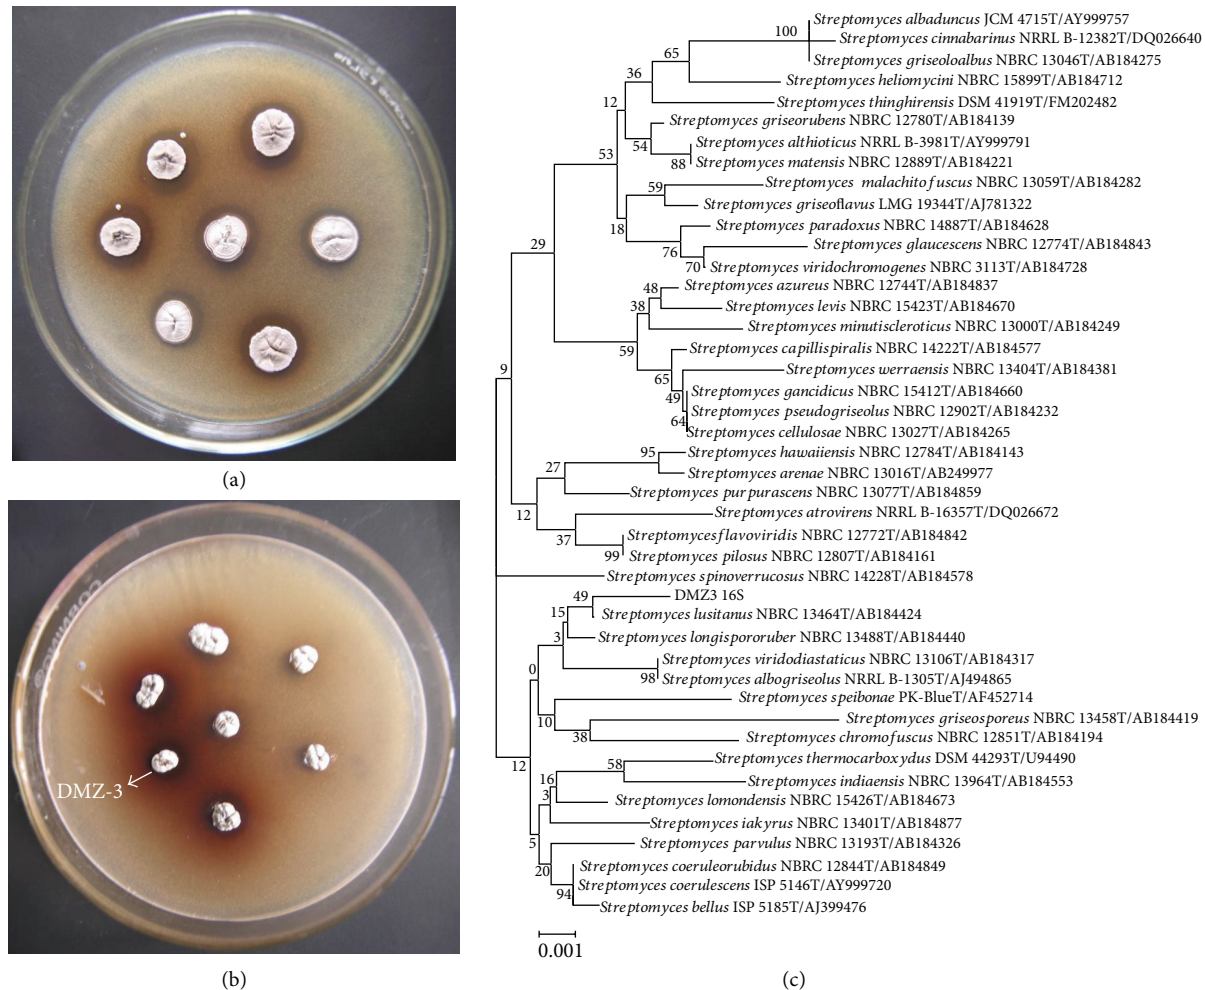 (a)
DMZ-3
(b)
100
Streptomyces albaduncus JCM 4715T/AY999757
Streptomyces cinnabarinus NRRL B-12382T/DQ026640
Streptomyces griseoloalbus NBRC 13046T/AB184275
65
Streptomyces heliomycini NBRC 15899T/AB184712
36
Streptomyces thinghirensis DSM 41919T/FM202482
12
Streptomyces griseorubens NBRC 12780T/AB184139
54
Streptomyces althioticus NRRL B-3981T/AY999791
88
Streptomyces matensis NBRC 12889T/AB184221
53
59
Streptomyces malachitofuscus NBRC 13059T/AB184282
Streptomyces griseoflavus LMG 19344T/AJ781322
18
Streptomyces paradoxus NBRC 14887T/AB184628
76
Streptomyces glaucescens NBRC 12774T/AB184843
70
Streptomyces viridochromogenes NBRC 3113T/AB184728
29
48
Streptomyces azureus NBRC 12744T/AB184837
38
Streptomyces levis NBRC 15423T/AB184670
Streptomyces minutiscleroticus NBRC 13000T/AB184249
59
Streptomyces capillispiralis NBRC 14222T/AB184577
65
Streptomyces werraensis NBRC 13404T/AB184381
49
Streptomyces gancidicus NBRC 15412T/AB184660
Streptomyces pseudogriseolus NBRC 12902T/AB184232
64
Streptomyces cellulosae NBRC 13027T/AB184265
9
95
Streptomyces hawaiiensis NBRC 12784T/AB184143
Streptomyces arenae NBRC 13016T/AB249977
27
Streptomyces purpurascens NBRC 13077T/AB184859
12
Streptomyces atrovirens NRRL B-16357T/DQ026672
37
Streptomyces flavoviridis NBRC 12772T/AB184842
99
Streptomyces pilosus NBRC 12807T/AB184161
Streptomyces spinoverrucosus NBRC 14228T/AB184578
49
DMZ3 16S
15
Streptomyces lusitanus NBRC 13464T/AB184424
3
Streptomyces longispororuber NBRC 13488T/AB184440
Streptomyces viridodiastaticus NBRC 13106T/AB184317
98
Streptomyces albogriseolus NRRL B-1305T/AJ494865
0
Streptomyces speibonae PK-BlueT/AF452714
10
Streptomyces griseosporeus NBRC 13458T/AB184419
38
Streptomyces chromofuscus NBRC 12851T/AB184194
12
58
Streptomyces thermocarboxydus DSM 44293T/U94490
16
Streptomyces indiaensis NBRC 13964T/AB184553
3
Streptomyces lomondensis NBRC 15426T/AB184673
Streptomyces iakyrus NBRC 13401T/AB184877
5
Streptomyces parvulus NBRC 13193T/AB184326
20
Streptomyces coeruleorubidus NBRC 12844T/AB184849
Streptomyces coerulescens ISP 5146T/AY999720
94
Streptomyces bellus ISP 5185T/AJ399476
0.001
(c)